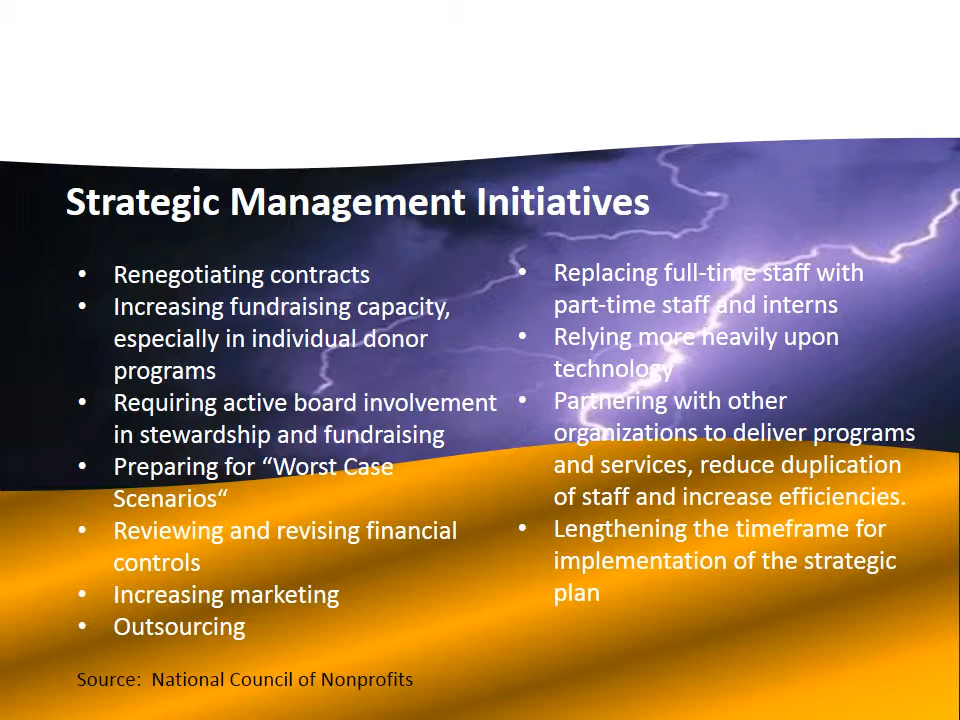 Strategic Management Initiatives
• Renegotiating contracts
• Increasing fundraising capacity,
especially in individual donor
programs
• Requiring active board involvement
in stewardship and fundraising
• Preparing for “Worst Case
Scenarios“
• Reviewing and revising financial
controls
• Increasing marketing
• Outsourcing
• Replacing full-time staff with
part-time staff and interns
• Relying more heavily upon
technology
• Partnering with other
organizations to deliver programs
and services, reduce duplication
of staff and increase efficiencies.
• Lengthening the timeframe for
implementation of the strategic
plan
Source:  National Council of Nonprofits